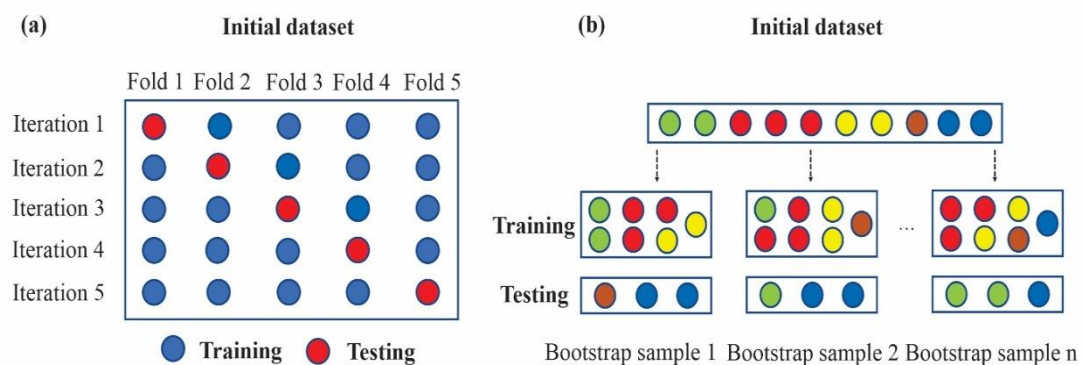 (a)
Initial dataset
Fold 1 Fold 2 Fold 3 Fold 4 Fold 5
Iteration 1
Iteration 2
Iteration 3
Iteration 4
Iteration 5
Training Testing
(b)
Initial dataset
Training
...
Testing
Bootstrap sample 1 Bootstrap sample 2 Bootstrap sample n